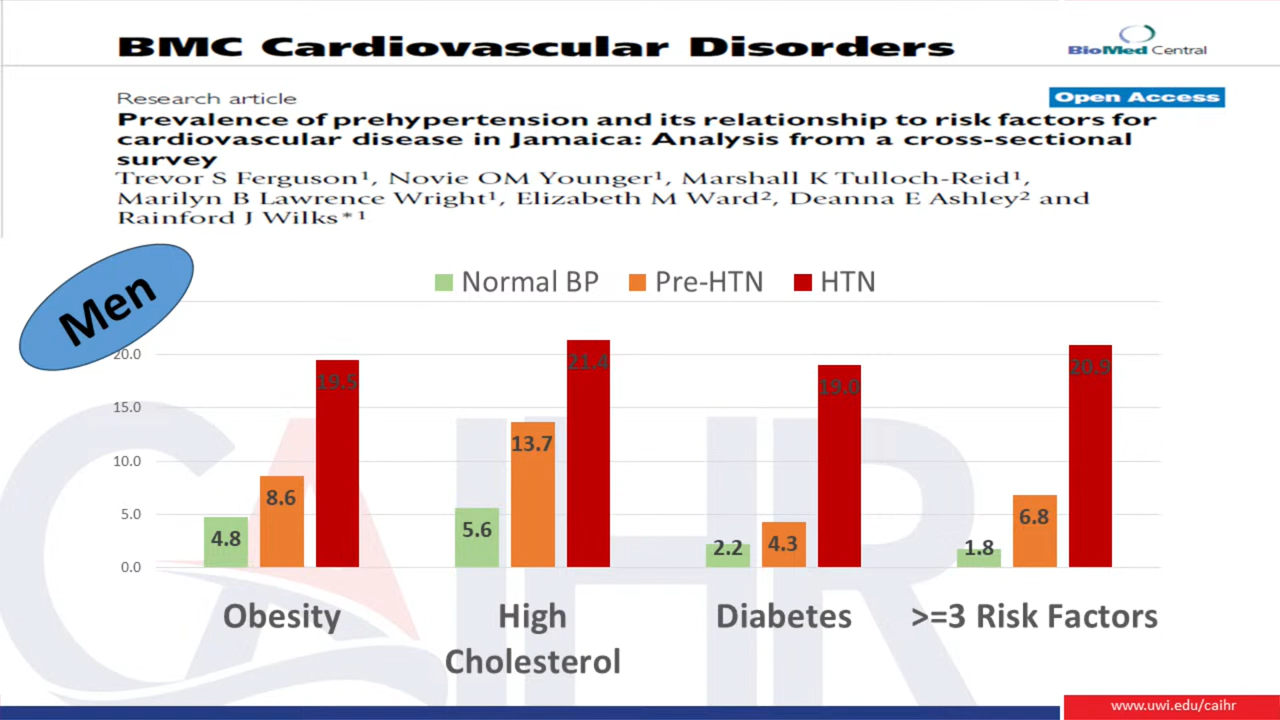 BMC Cardiovascular Disorders
BioMed Central
Research article
Open Access
Prevalence of prehypertension and its relationship to risk factors for
cardiovascular disease in Jamaica: Analysis from a cross-sectional
survey
Trevor S Ferguson¹, Novie OM Younger¹, Marshall K Tulloch-Reid¹,
Marilyn B Lawrence Wright¹, Elizabeth M Ward², Deanna E Ashley² and
Rainford J Wilks*¹
Men
Normal BP Pre-HTN HTN
20.0
15.0
10.0
5.0
0.0
4.8 8.6 19.5
5.6 13.7 21.4
2.2 4.3 19.0
1.8 6.8 20.9
Obesity
High
Cholesterol
Diabetes
>=3 Risk Factors
CAIHR
www.uwi.edu/caihr